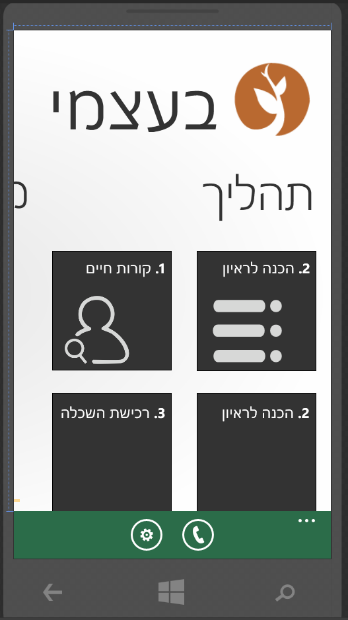 בעצמי
תהליך
2. הכנה לראיון
1. קורות חיים
2. הכנה לראיון
3. רכישת השכלה